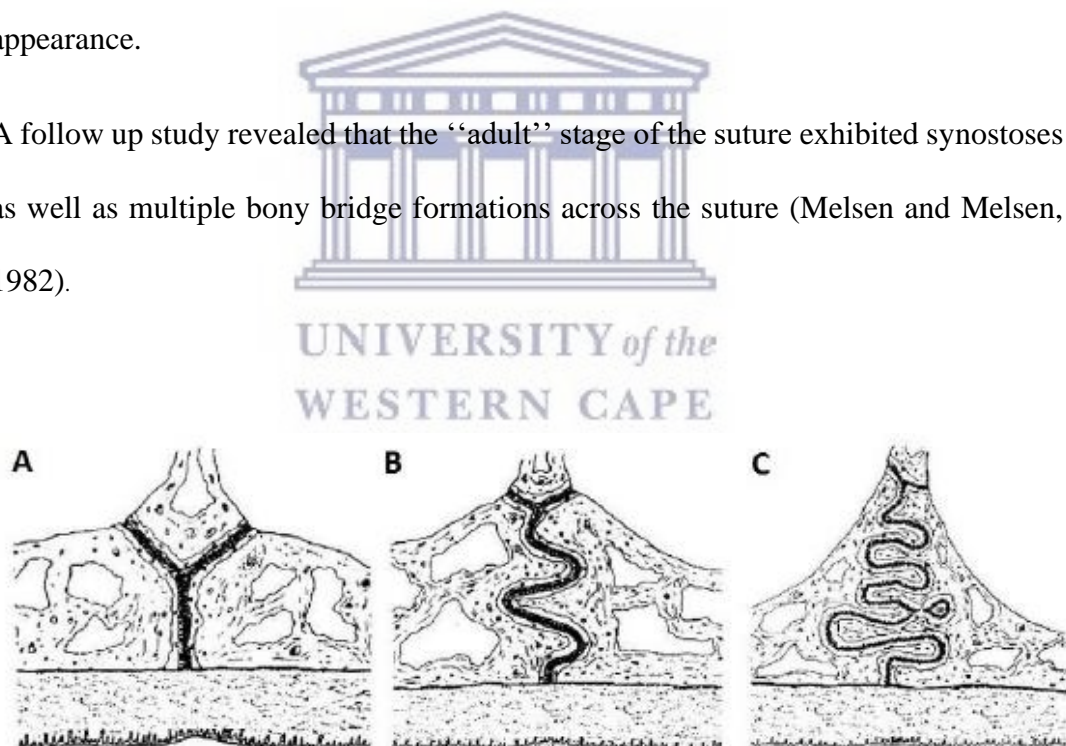 appearance.
A follow up study revealed that the ‘‘adult’’ stage of the suture exhibited synostoses
as well as multiple bony bridge formations across the suture (Melsen and Melsen,
1982).
UNIVERSITY of the
WESTERN CAPE
A B C